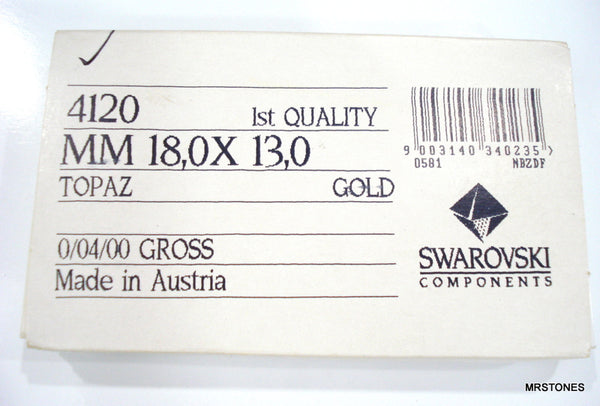 4120 1st QUALITY
MM 18,0X 13,0
TOPAZ GOLD
0/04/00 GROSS
Made in Austria
9 003140 340235 >
0581 NBZDF
SWAROVSKI
COMPONENTS
MRSTONES